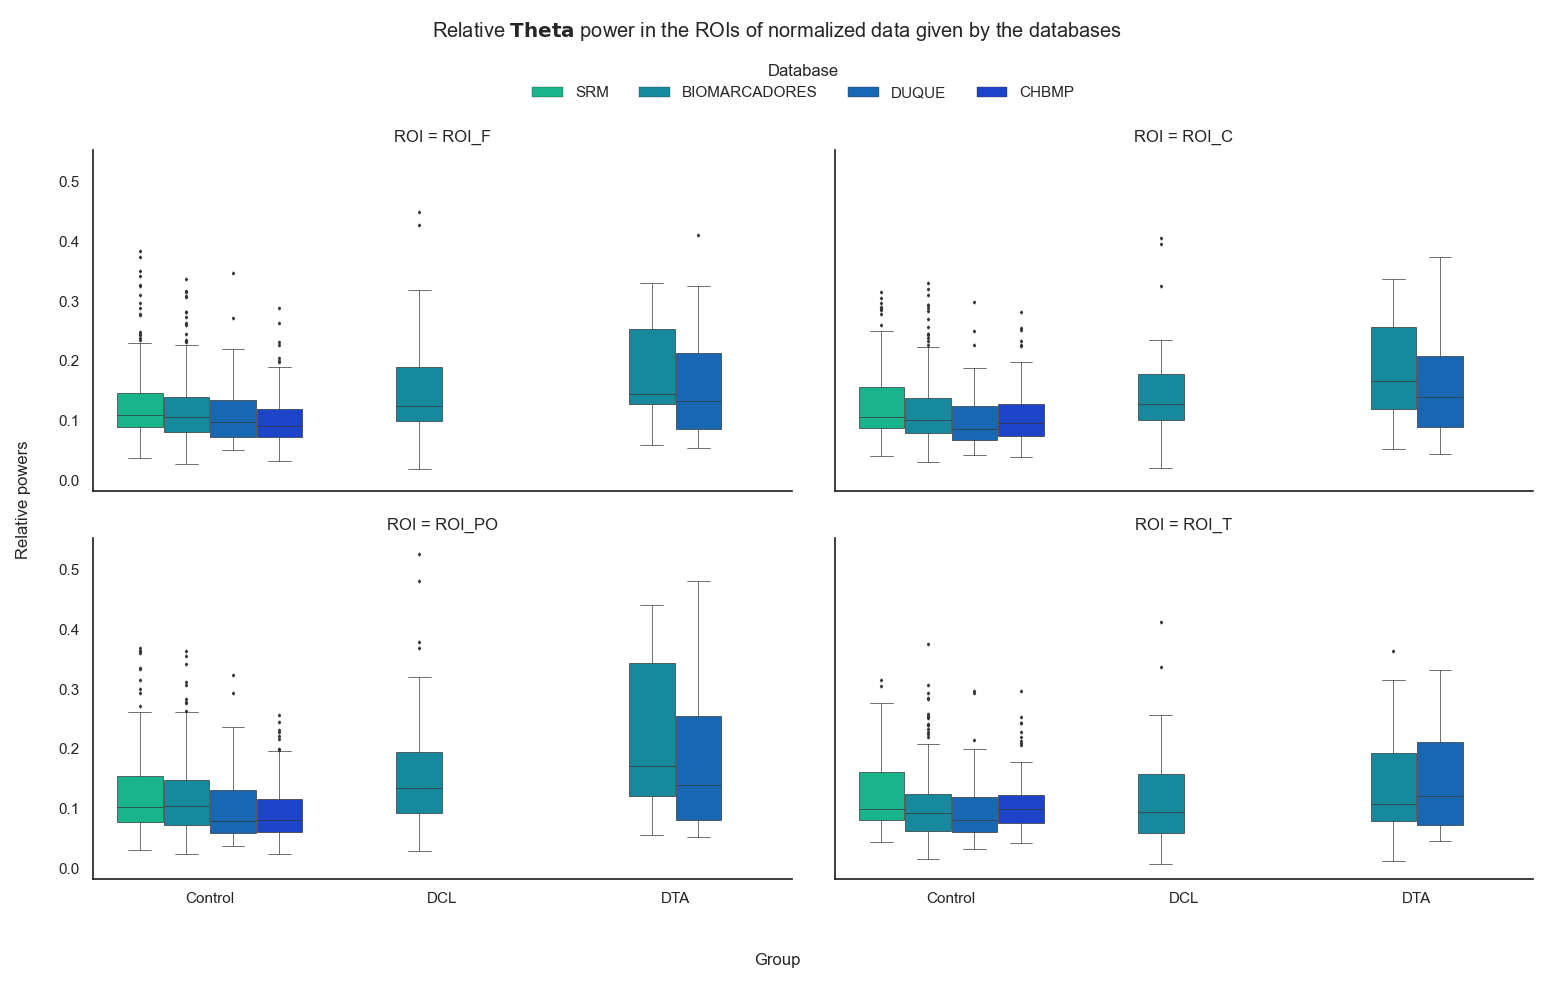 Relative Theta power in the ROIs of normalized data given by the databases
Database
SRM BIOMARCADORES DUQUE CHBMP
ROI = ROI_F
ROI = ROI_C
0.5
0.4
0.3
0.2
0.1
0.0
Relative powers
ROI = ROI_PO
ROI = ROI_T
0.5
0.4
0.3
0.2
0.1
0.0
Control DCL DTA
Control DCL DTA
Group